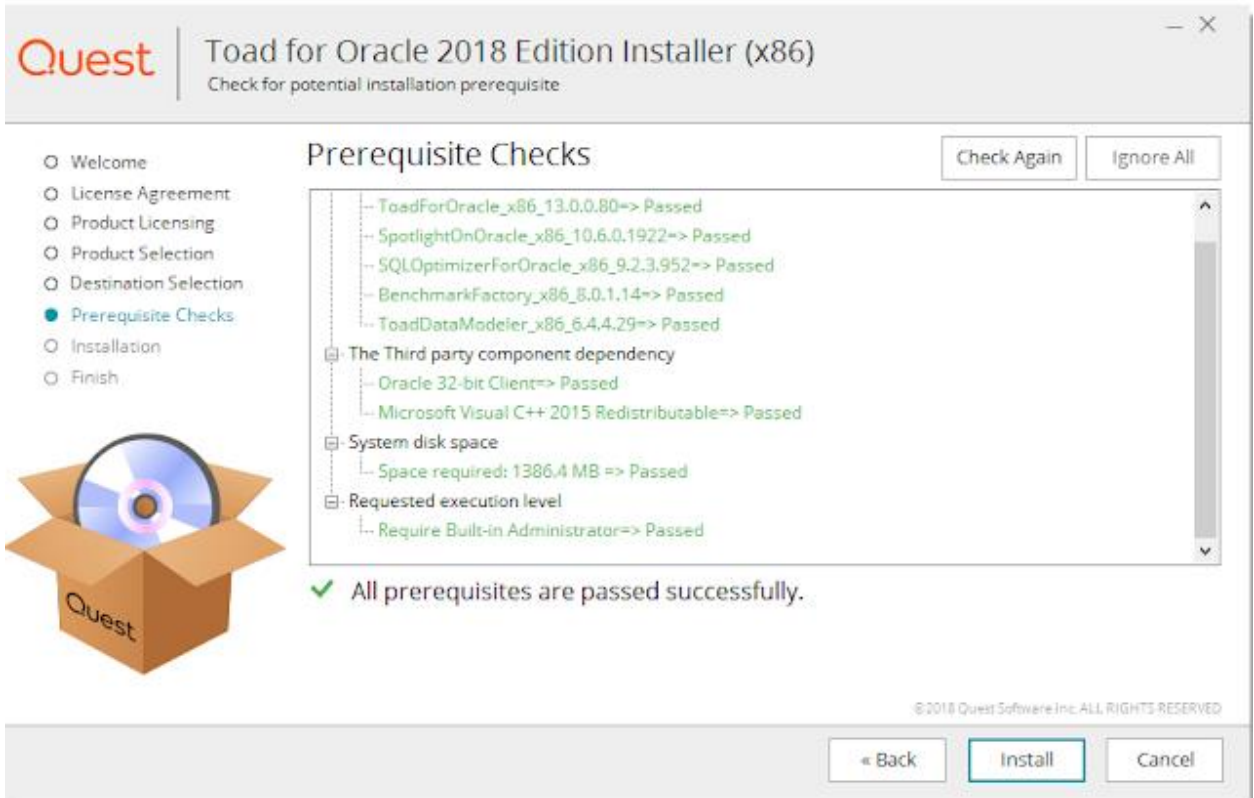 Quest
Toad for Oracle 2018 Edition Installer (x86)
Check for potential installation prerequisite
Welcome
License Agreement
Product Licensing
Product Selection
Destination Selection
Prerequisite Checks
Installation
Finish
Quest
Prerequisite Checks
Check Again
Ignore All
ToadForOracle_x86_13.0.0.80=> Passed
SpotlightOnOracle_x86_10.6.0.1922=> Passed
SQLOptimizerForOracle_x86_9.2.3.952=> Passed
BenchmarkFactory_x86_8.0.1.14=> Passed
ToadDataModeler_x86_6.4.4.29=> Passed
The Third party component dependency
Oracle 32-bit Client=> Passed
Microsoft Visual C++ 2015 Redistributable=> Passed
System disk space
Space required: 1386.4 MB => Passed
Requested execution level
Require Built-in Administrator=> Passed
All prerequisites are passed successfully.
©2018 Quest Software Inc. ALL RIGHTS RESERVED
« Back
Install
Cancel